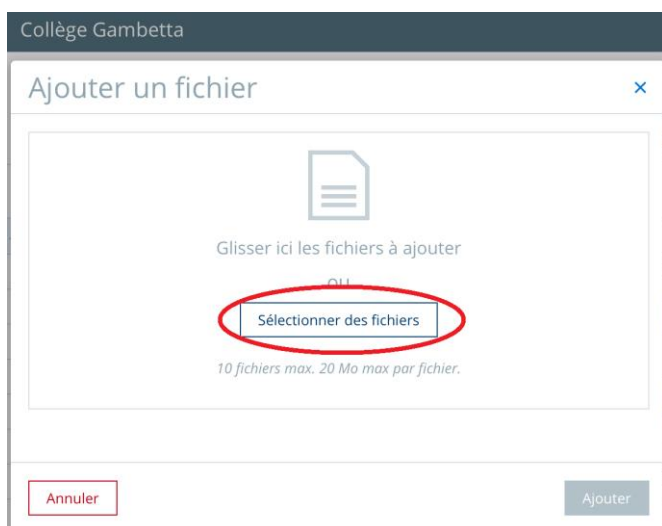 Collège Gambetta
Ajouter un fichier
×
Glisser ici les fichiers à ajouter
OU
Sélectionner des fichiers
10 fichiers max. 20 Mo max par fichier.
Annuler
Ajouter